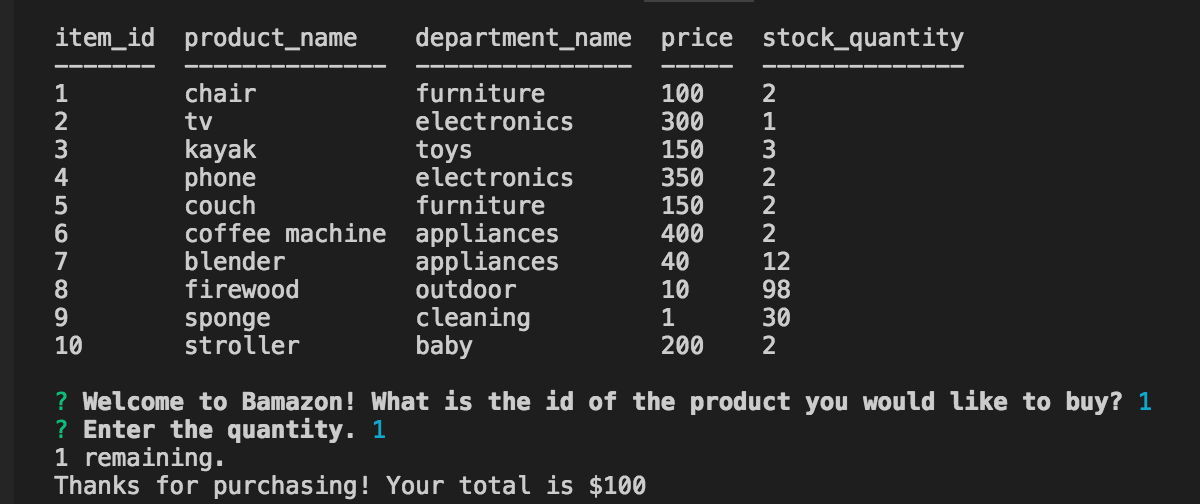 item_id  product_name    department_name  price  stock_quantity
-------  --------------  ---------------  -----  --------------
1        chair           furniture        100    2
2        tv              electronics      300    1
3        kayak           toys             150    3
4        phone           electronics      350    2
5        couch           furniture        150    2
6        coffee machine  appliances       400    2
7        blender         appliances       40     12
8        firewood        outdoor          10     98
9        sponge          cleaning         1      30
10       stroller        baby             200    2
? Welcome to Bamazon! What is the id of the product you would like to buy? 1
? Enter the quantity. 1
1 remaining.
Thanks for purchasing! Your total is $100